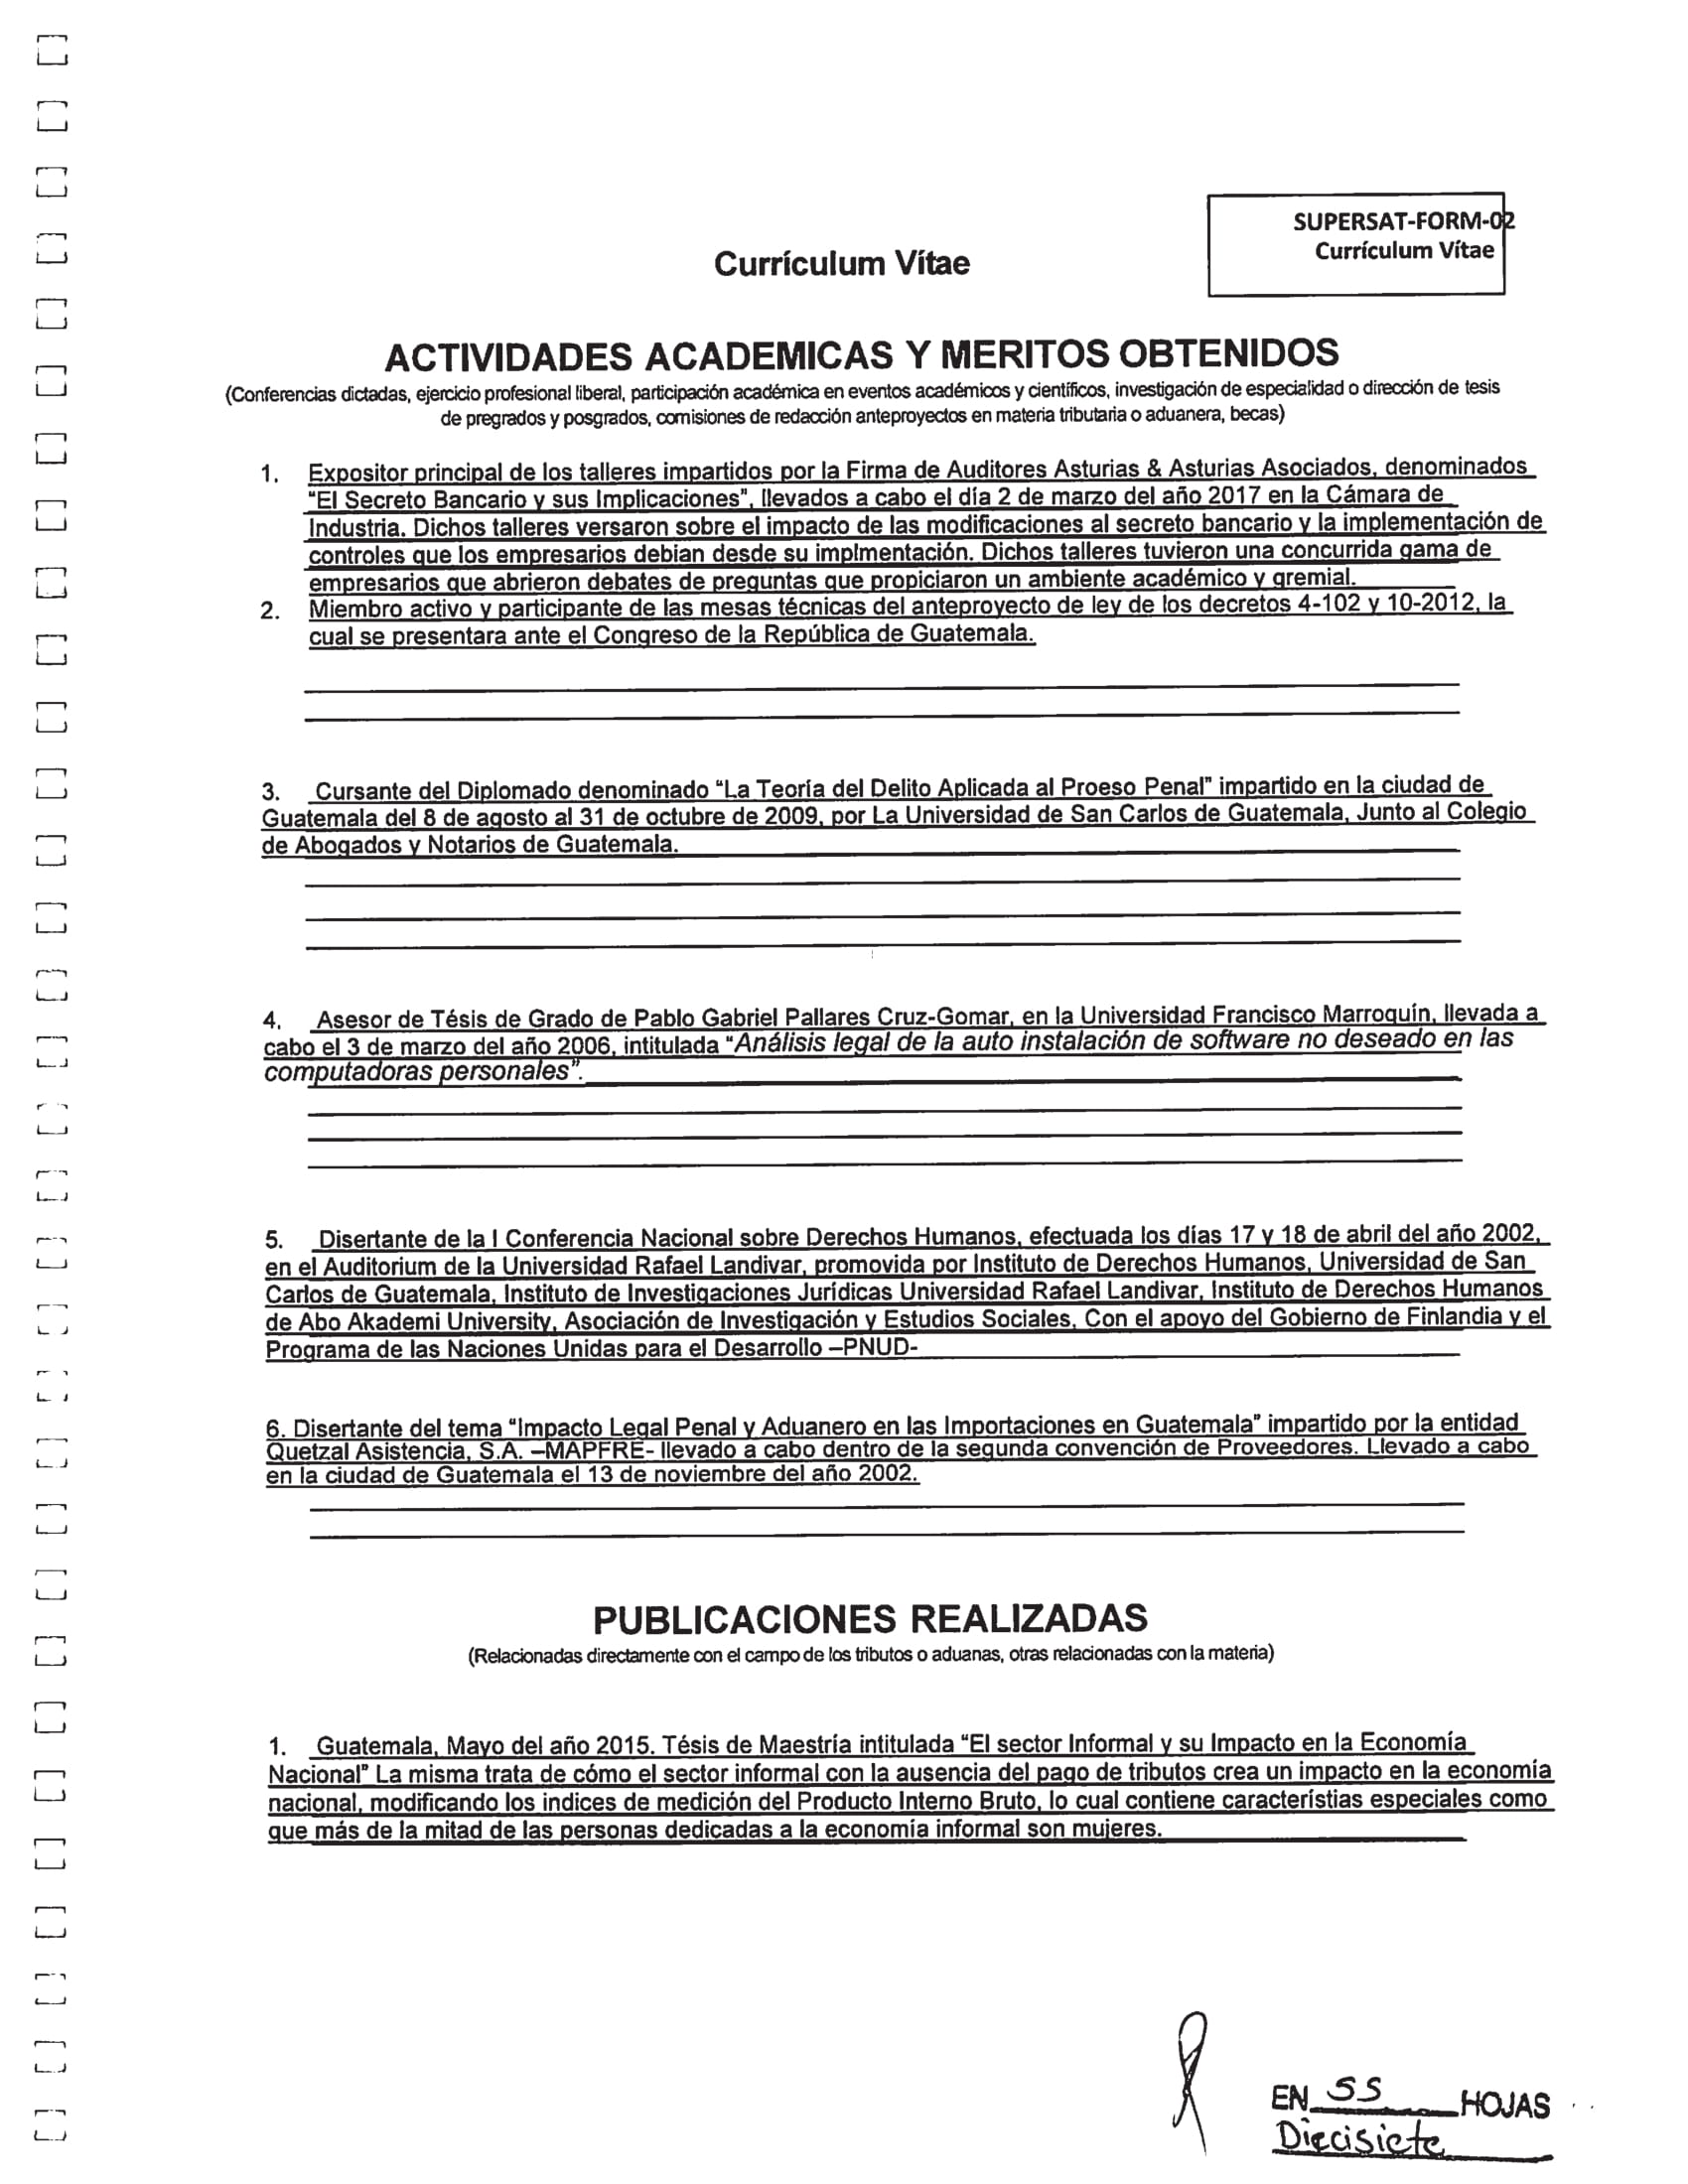 SUPERSAT-FORM-02
Currículum Vítae
Currículum Vítae
ACTIVIDADES ACADEMICAS Y MERITOS OBTENIDOS
(Conferencias dictadas, ejercicio profesional liberal, participación académica en eventos académicos y científicos, investigación de especialidad o dirección de tesis
de pregrados y posgrados, comisiones de redacción anteproyectos en materia tributaria o aduanera, becas)
1. Expositor principal de los talleres impartidos por la Firma de Auditores Asturias & Asturias Asociados, denominados
"El Secreto Bancario y sus Implicaciones", llevados a cabo el día 2 de marzo del año 2017 en la Cámara de
Industria. Dichos talleres versaron sobre el impacto de las modificaciones al secreto bancario y la implementación de
controles que los empresarios debian desde su implmentación. Dichos talleres tuvieron una concurrida gama de
empresarios que abrieron debates de preguntas que propiciaron un ambiente académico y gremial.
2. Miembro activo y participante de las mesas técnicas del anteproyecto de ley de los decretos 4-102 y 10-2012, la
cual se presentara ante el Congreso de la República de Guatemala.
3. Cursante del Diplomado denominado "La Teoría del Delito Aplicada al Proeso Penal" impartido en la ciudad de
Guatemala del 8 de agosto al 31 de octubre de 2009, por La Universidad de San Carlos de Guatemala, Junto al Colegio
de Abogados y Notarios de Guatemala.
4. Asesor de Tésis de Grado de Pablo Gabriel Pallares Cruz-Gomar, en la Universidad Francisco Marroquín, llevada a
cabo el 3 de marzo del año 2006, intitulada "Análisis legal de la auto instalación de software no deseado en las
computadoras personales".
5. Disertante de la I Conferencia Nacional sobre Derechos Humanos, efectuada los días 17 y 18 de abril del año 2002,
en el Auditorium de la Universidad Rafael Landivar, promovida por Instituto de Derechos Humanos, Universidad de San
Carlos de Guatemala, Instituto de Investigaciones Jurídicas Universidad Rafael Landivar, Instituto de Derechos Humanos
de Abo Akademi University, Asociación de Investigación y Estudios Sociales, Con el apoyo del Gobierno de Finlandia y el
Programa de las Naciones Unidas para el Desarrollo –PNUD-
6. Disertante del tema "Impacto Legal Penal y Aduanero en las Importaciones en Guatemala" impartido por la entidad
Quetzal Asistencia, S.A. –MAPFRE- llevado a cabo dentro de la segunda convención de Proveedores. Llevado a cabo
en la ciudad de Guatemala el 13 de noviembre del año 2002.
PUBLICACIONES REALIZADAS
(Relacionadas directamente con el campo de los tributos o aduanas, otras relacionadas con la materia)
1. Guatemala, Mayo del año 2015. Tésis de Maestría intitulada "El sector Informal y su Impacto en la Economía
Nacional" La misma trata de cómo el sector informal con la ausencia del pago de tributos crea un impacto en la economía
nacional, modificando los indices de medición del Producto Interno Bruto, lo cual contiene característias especiales como
que más de la mitad de las personas dedicadas a la economía informal son mujeres.
EN 55 HOJAS
Diecisiete